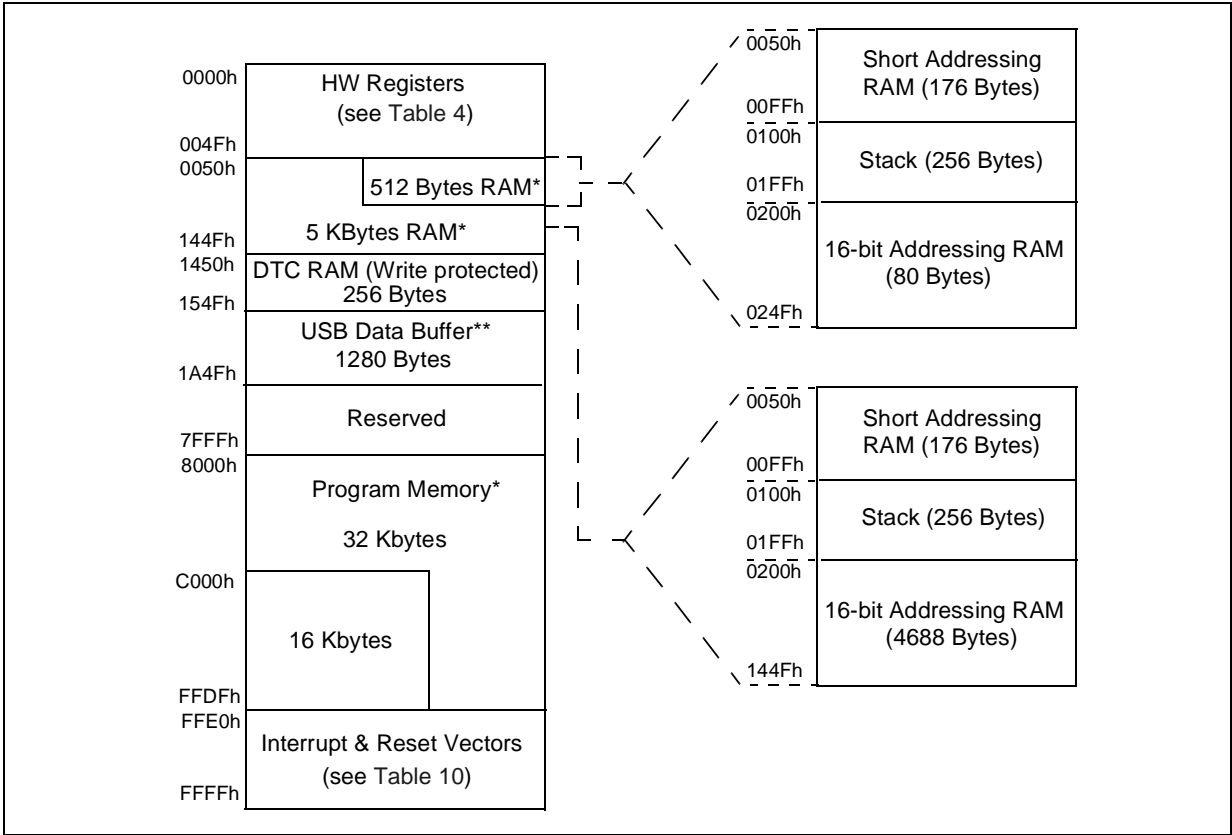 0000h
HW Registers
(see Table 4)
004Fh
0050h
512 Bytes RAM*
5 KBytes RAM*
144Fh
1450h
DTC RAM (Write protected)
256 Bytes
154Fh
USB Data Buffer**
1280 Bytes
1A4Fh
Reserved
7FFFh
8000h
Program Memory*
32 Kbytes
C000h
16 Kbytes
FFDFh
FFE0h
Interrupt & Reset Vectors
(see Table 10)
FFFFh
0050h
Short Addressing
RAM (176 Bytes)
00FFh
0100h
Stack (256 Bytes)
01FFh
0200h
16-bit Addressing RAM
(80 Bytes)
024Fh
0050h
Short Addressing
RAM (176 Bytes)
00FFh
0100h
Stack (256 Bytes)
01FFh
0200h
16-bit Addressing RAM
(4688 Bytes)
144Fh